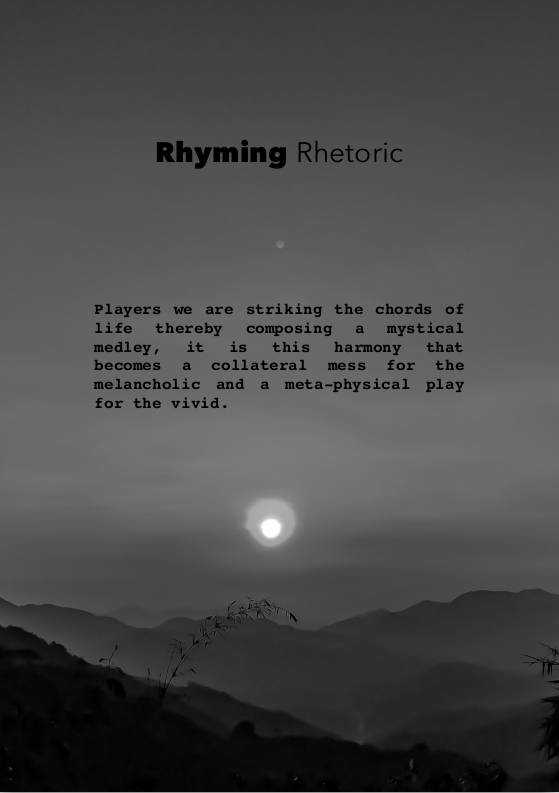 Rhyming Rhetoric
Players we are striking the chords of
life thereby composing a mystical
medley, it is this harmony that
becomes a collateral mess for the
melancholic and a meta-physical play
for the vivid.